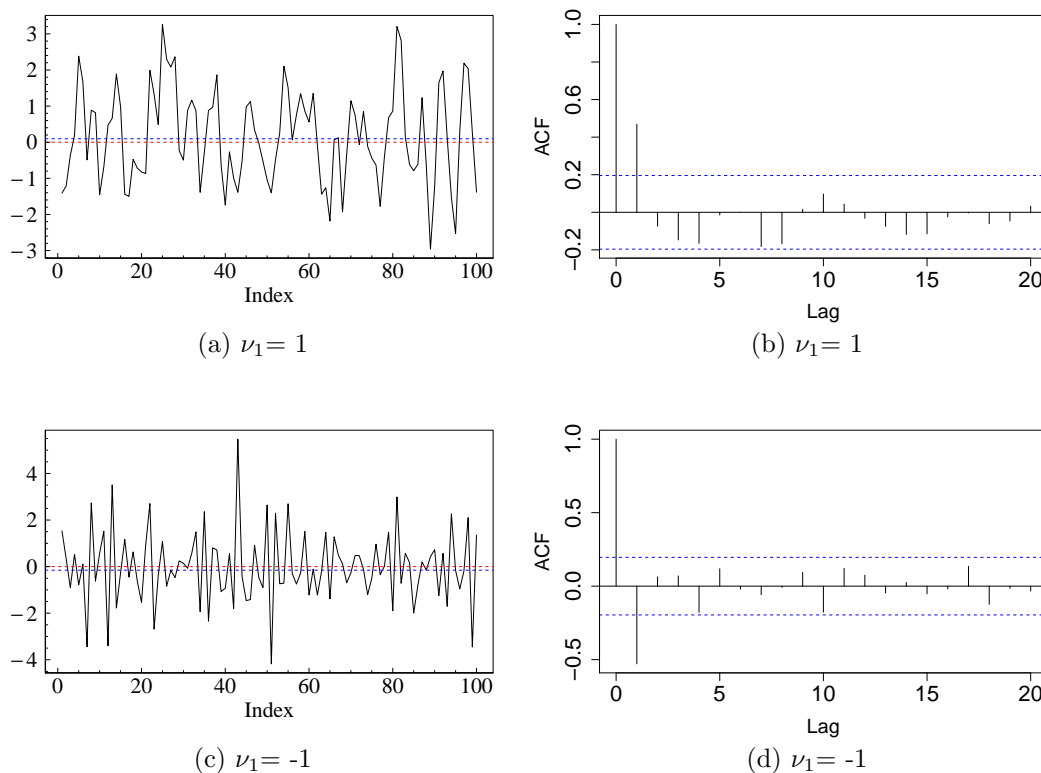 3
2
1
0
−1
−2
−3
0 20 40 60 80 100
Index
(a) ν₁= 1
ACF
1.0
0.6
0.2
−0.2
0 5 10 15 20
Lag
(b) ν₁= 1
4
2
0
−2
−4
0 20 40 60 80 100
Index
(c) ν₁= -1
ACF
1.0
0.5
0.0
−0.5
0 5 10 15 20
Lag
(d) ν₁= -1